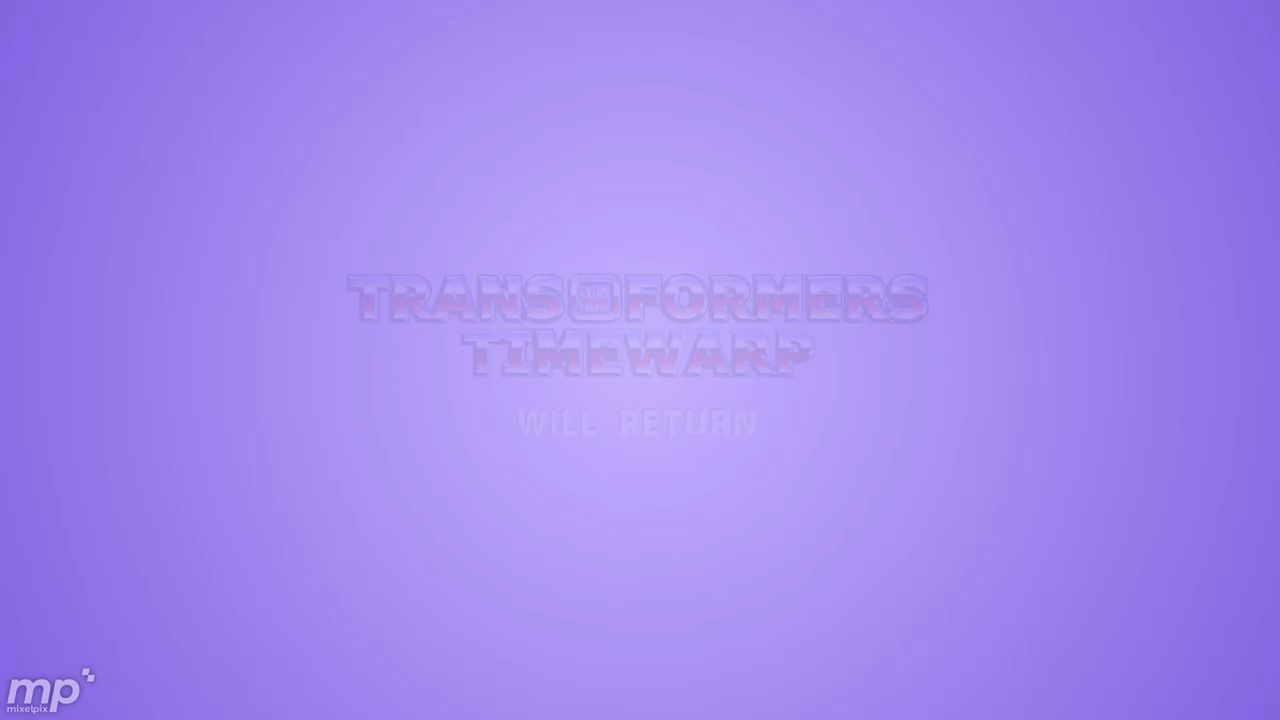 TRANSFORMERS
TIMEWARP
WILL RETURN
mp
mixelpix